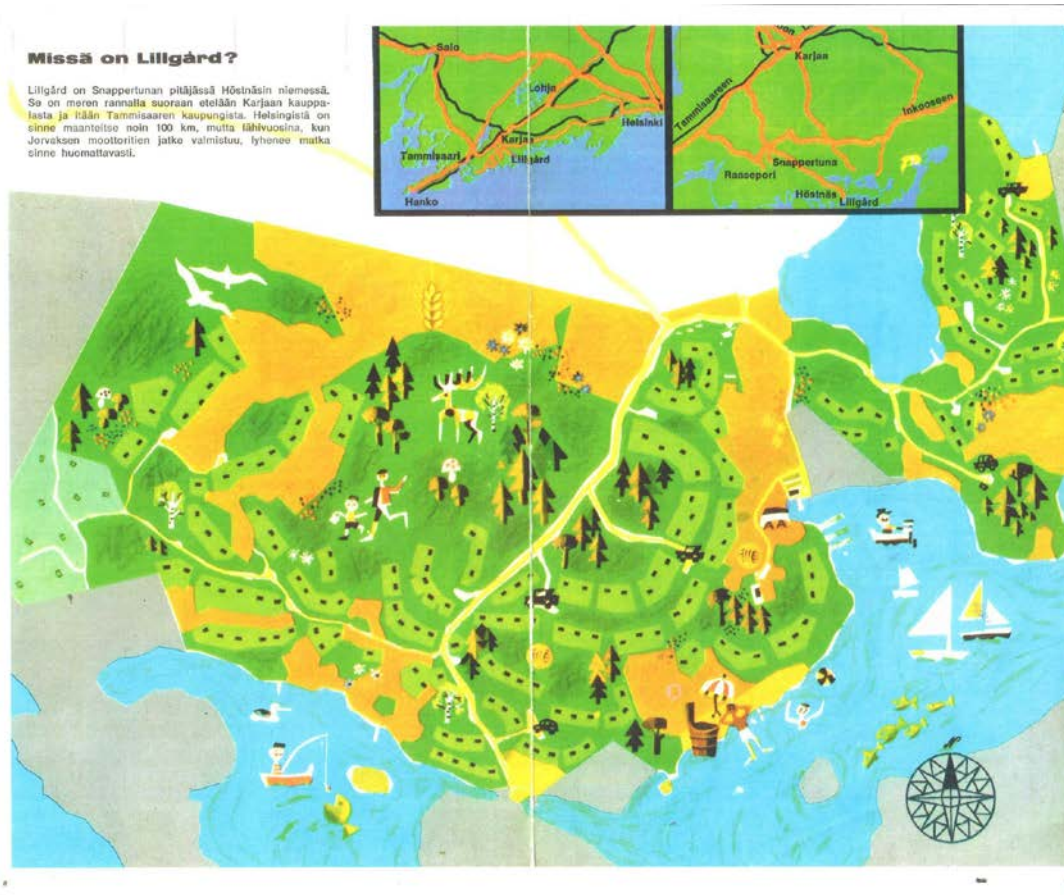 Missä on Lillgård?
Lillgård on Snappertunan pitäjässä Höstnäsin niemessä.
Se on meren rannalla suoraan etelään Karjaan kauppa-
lasta ja itään Tammisaaren kaupungista. Helsingistä on
sinne maanteitse noin 100 km, mutta lähivuosina, kun
Jorvaksen moottoritien jatko valmistuu, lyhenee matka
sinne huomattavasti.
Salo
Lohja
Helsinki
Karjaa
Tammisaari
Lillgård
Hanko
Karjaa
Tammisaareen
Inkooseen
Snappertuna
Raasepori
Höstnäs
Lillgård